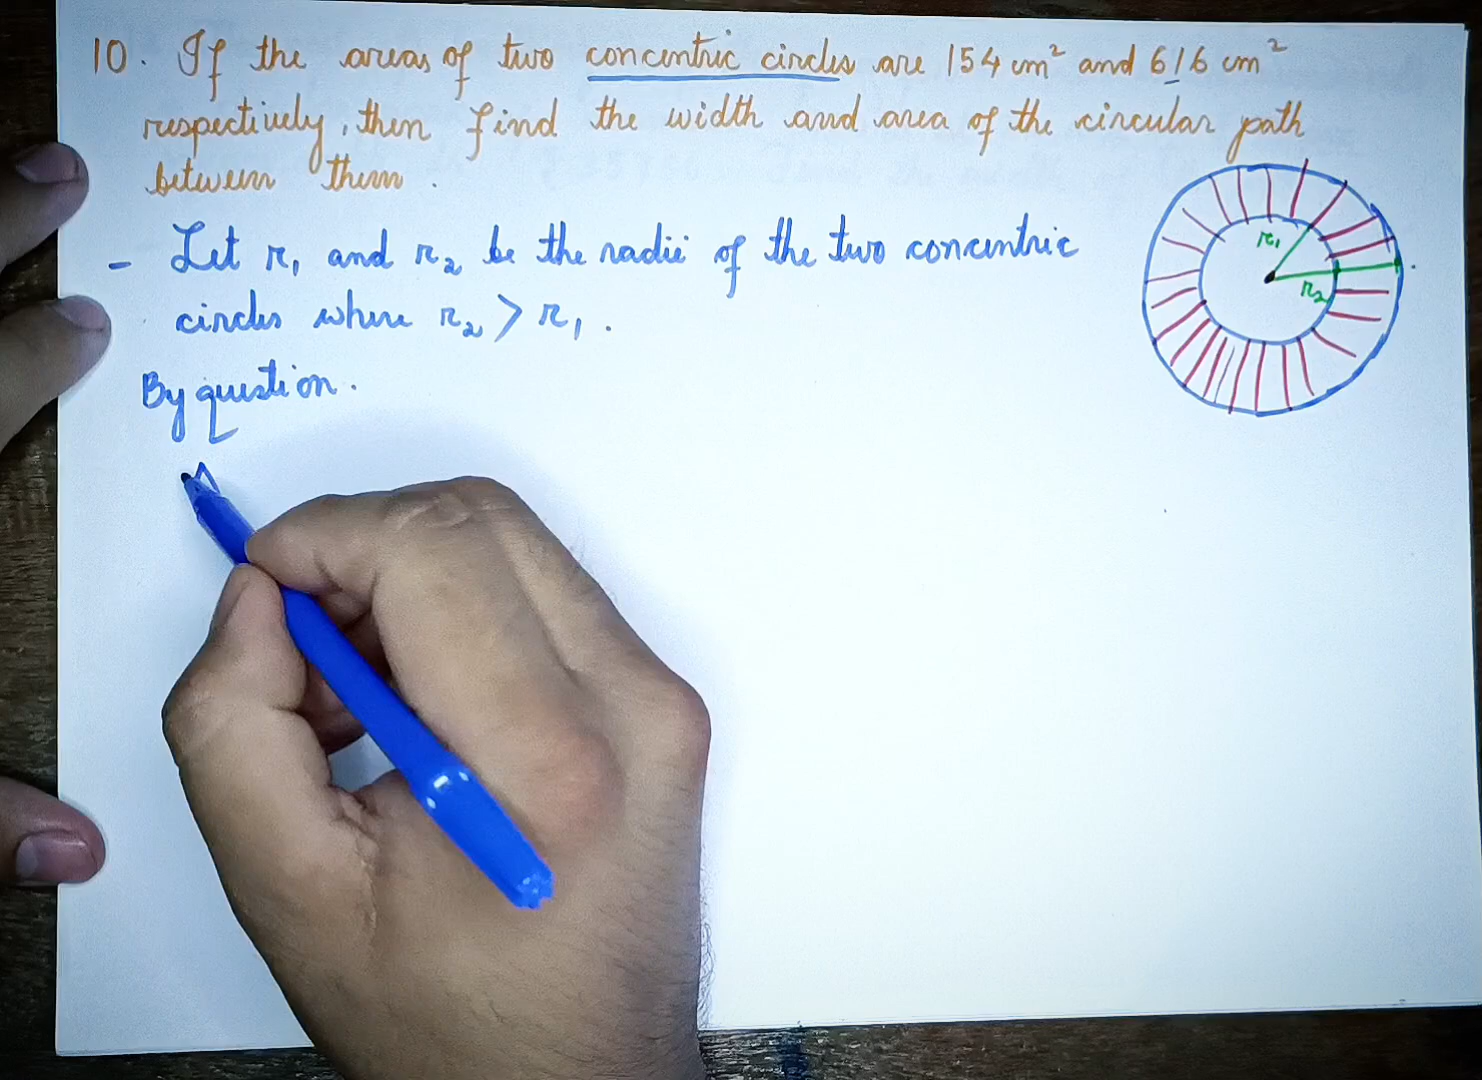 10. If the areas of two concentric circles are 154 cm² and 616 cm²
respectively, then find the width and area of the circular path
between them.
- Let r₁ and r₂ be the radii of the two concentric
circles where r₂ > r₁.
By question.
A
r₁
r₂